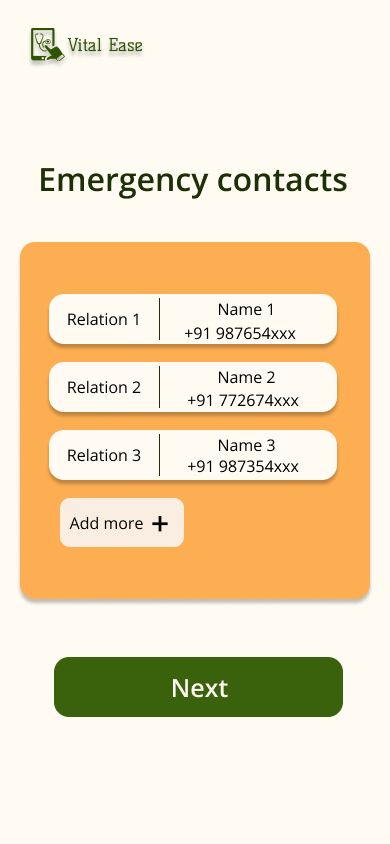 Vital Ease
Emergency contacts
Relation 1
Name 1
+91 987654xxx
Relation 2
Name 2
+91 772674xxx
Relation 3
Name 3
+91 987354xxx
Add more +
Next